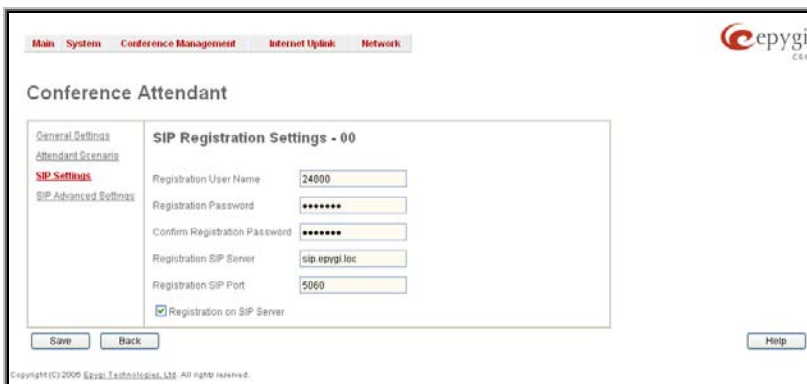 Main System Conference Management Internet Uplink Network
epygi
Conference Attendant
General Settings
Attendant Scenario
SIP Settings
SIP Advanced Settings
SIP Registration Settings - 00
Registration User Name 24800
Registration Password •••••••
Confirm Registration Password •••••••
Registration SIP Server sip.epygi.loc
Registration SIP Port 5060
Registration on SIP Server
Save Back Help
Copyright (C) 2006 Epygi Technologies, Ltd. All rights reserved.